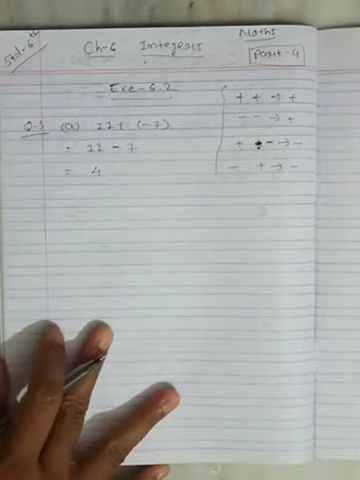 Std-6th
Maths
Ch-6 Integers
Part-4
Exe-6.2
Q-3 (a) 11+ (-7)
= 11 - 7
= 4
+ + → +
- - → +
+ - → -
- + → -